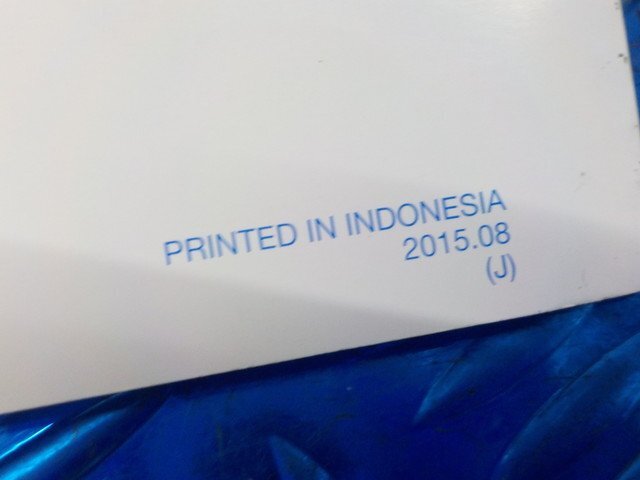 PRINTED IN INDONESIA
2015.08
(J)